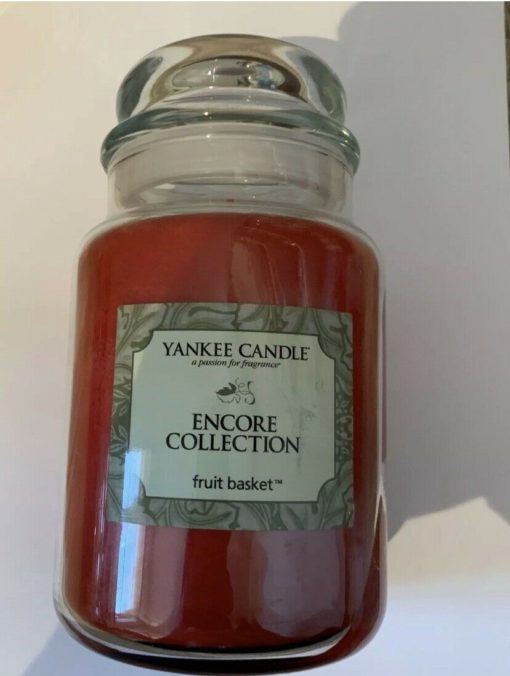 YANKEE CANDLE®
a passion for fragrance®
ENCORE
COLLECTION
fruit basket™